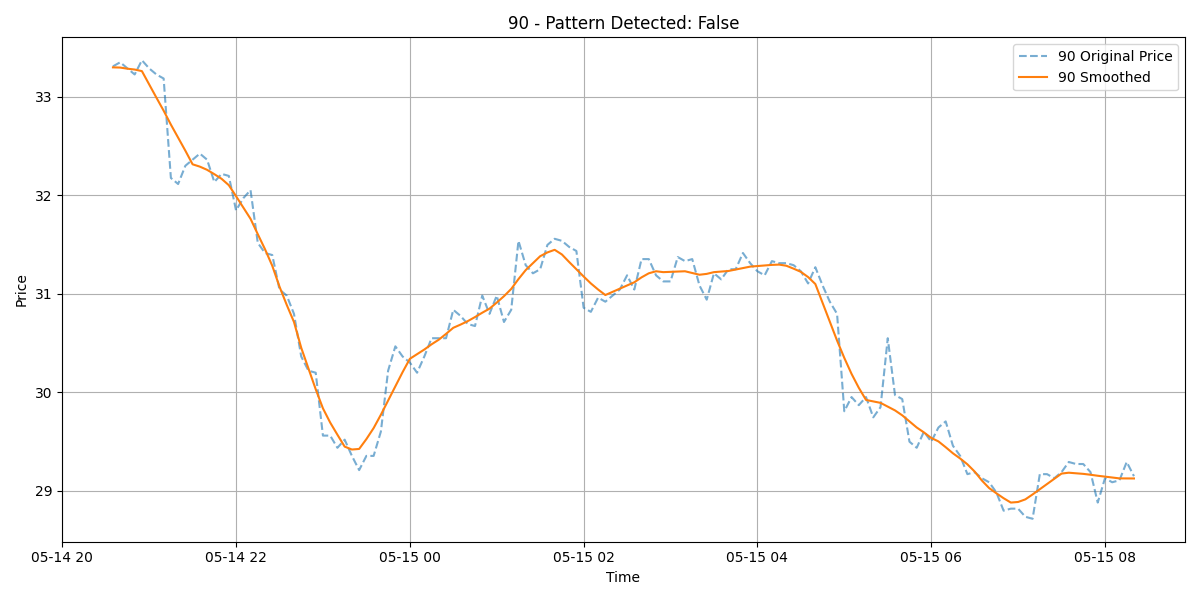 90 - Pattern Detected: False
90 Original Price
90 Smoothed
Price
33
32
31
30
29
05-14 20
05-14 22
05-15 00
05-15 02
05-15 04
05-15 06
05-15 08
Time